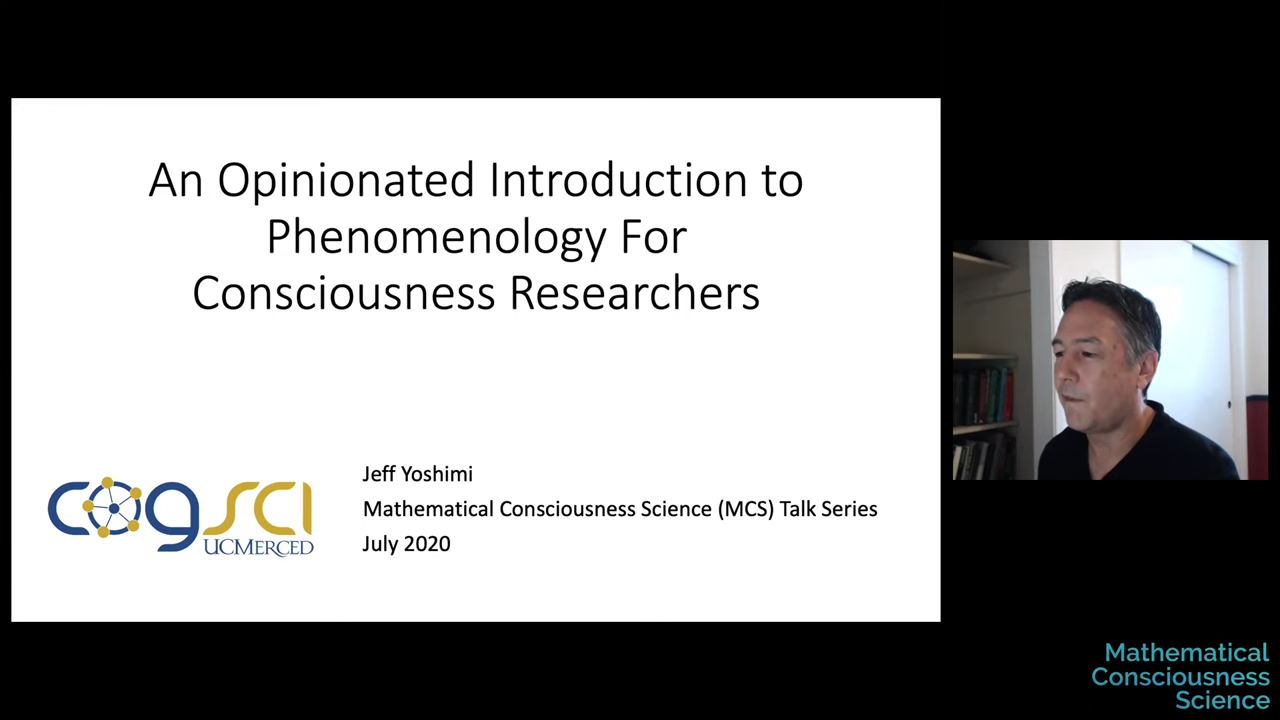 An Opinionated Introduction to
Phenomenology For
Consciousness Researchers
cogsci
UCMERCED
Jeff Yoshimi
Mathematical Consciousness Science (MCS) Talk Series
July 2020
Mathematical
Consciousness
Science